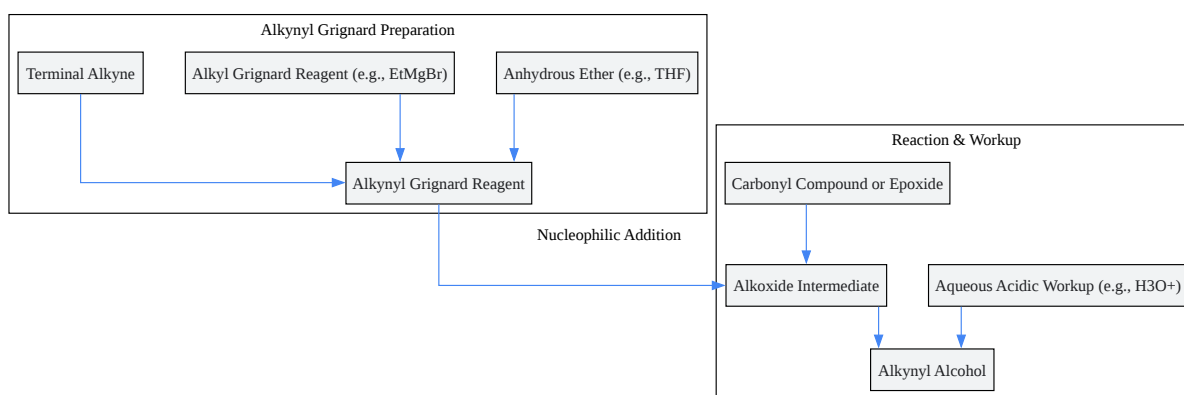 Alkynyl Grignard Preparation
Terminal Alkyne
Alkyl Grignard Reagent (e.g., EtMgBr)
Anhydrous Ether (e.g., THF)
Alkynyl Grignard Reagent
Nucleophilic Addition
Reaction & Workup
Carbonyl Compound or Epoxide
Alkoxide Intermediate
Aqueous Acidic Workup (e.g., H3O+)
Alkynyl Alcohol